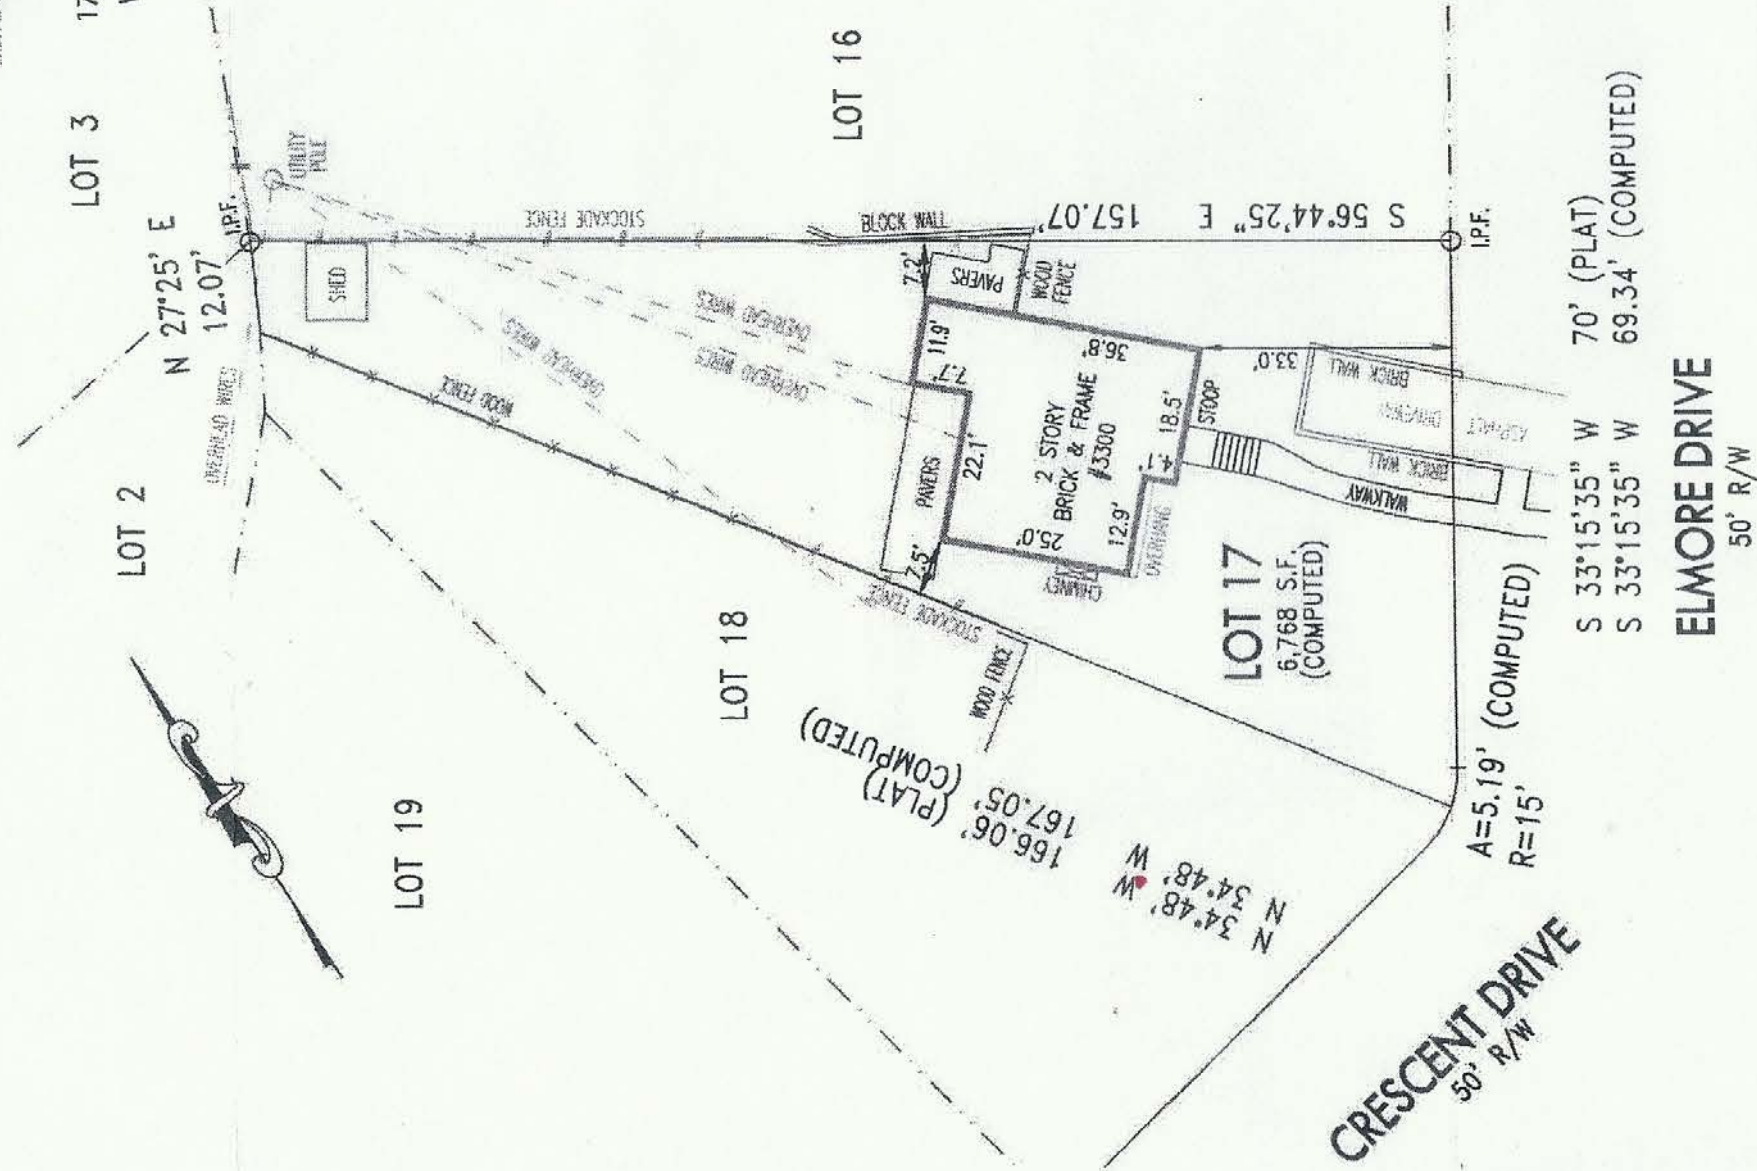 LOT 3
17
N 27°25' E
12.07'
I.P.F.
UTILITY
POLE
LOT 16
LOT 2
OVERHEAD WIRES
SHED
STOCKADE FENCE
BLOCK WALL
S 56°44'25" E 157.07'
I.P.F.
WOOD FENCE
OVERHEAD WIRES
OVERHEAD WIRES
OVERHEAD WIRES
7.2'
PAVERS
WOOD
FENCE
11.9'
7.7'
36.8'
PAVERS
22.1'
2 STORY
BRICK & FRAME
#3300
18.5'
STOOP
33.0'
BRICK WALL
ASPHALT DRIVEWAY
BRICK WALL
WALKWAY
4.1'
12.9'
OVERHANG
25.0'
CHIMNEY
7.5'
STOCKADE FENCE
WOOD FENCE
LOT 17
6,768 S.F.
(COMPUTED)
LOT 18
LOT 19
N 34°48' W 166.06' (PLAT)
N 34°48' W 167.05' (COMPUTED)
A=5.19' (COMPUTED)
R=15'
S 33°15'35" W 70' (PLAT)
S 33°15'35" W 69.34' (COMPUTED)
ELMORE DRIVE
50' R/W
CRESCENT DRIVE
50' R/W